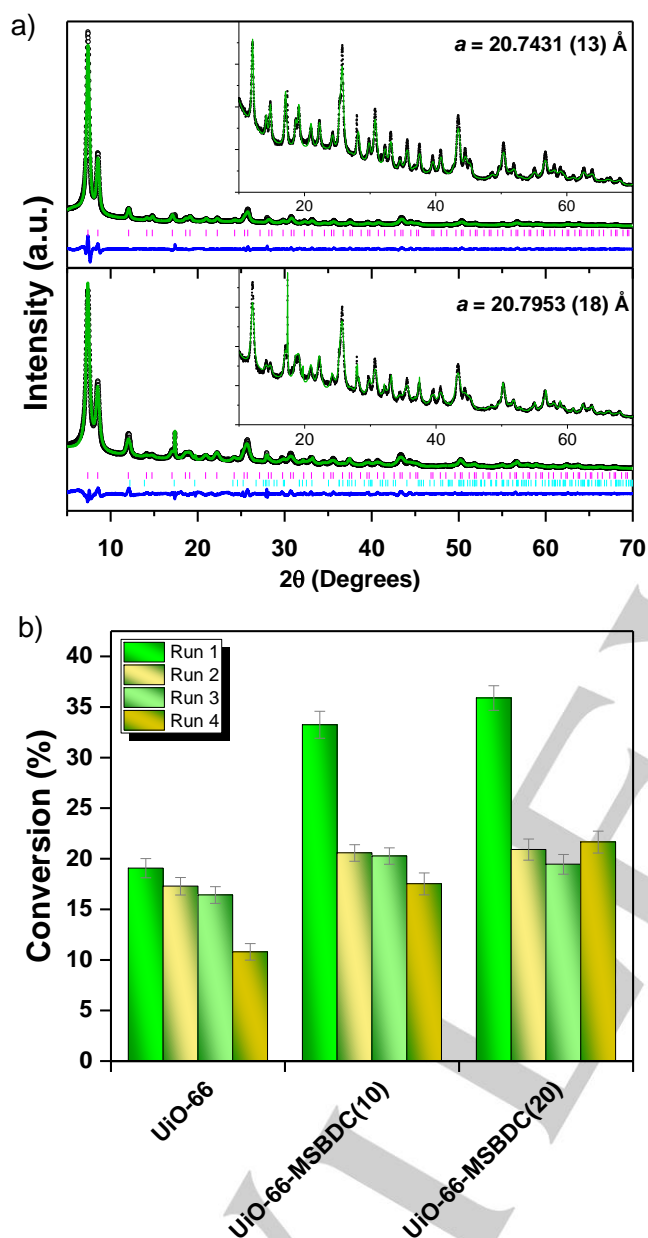 a)
a = 20.7431 (13) Å
20 40 60
a = 20.7953 (18) Å
20 40 60
Intensity (a.u.)
10 20 30 40 50 60 70
2θ (Degrees)
b)
Run 1
Run 2
Run 3
Run 4
40
35
30
25
20
15
10
5
0
Conversion (%)
UiO-66
UiO-66-MSBDC(10)
UiO-66-MSBDC(20)